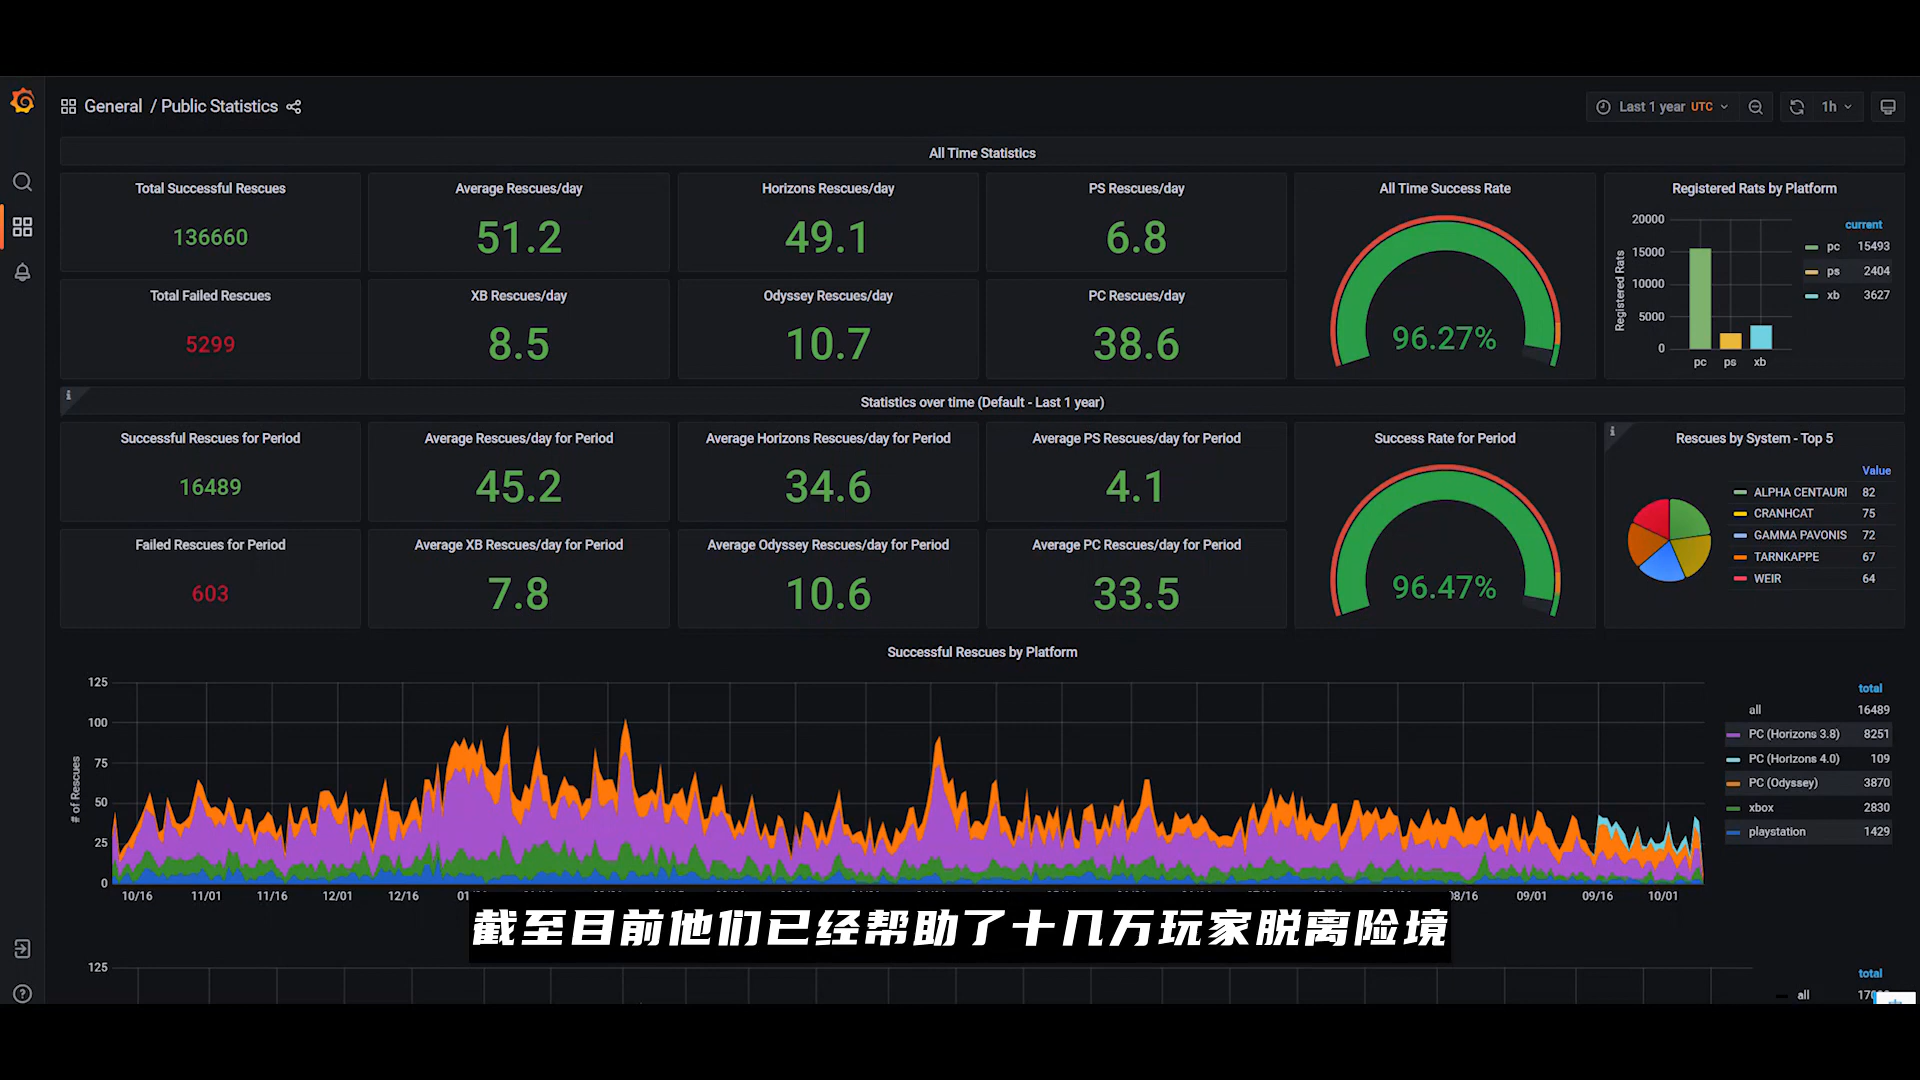 General / Public Statistics
Last 1 year UTC
1h
All Time Statistics
Total Successful Rescues
136660
Average Rescues/day
51.2
Horizons Rescues/day
49.1
PS Rescues/day
6.8
All Time Success Rate
96.27%
Registered Rats by Platform
Registered Rats
20000
15000
10000
5000
0
pc
ps
xb
current
pc 15493
ps 2404
xb 3627
Total Failed Rescues
5299
XB Rescues/day
8.5
Odyssey Rescues/day
10.7
PC Rescues/day
38.6
Statistics over time (Default - Last 1 year)
Successful Rescues for Period
16489
Average Rescues/day for Period
45.2
Average Horizons Rescues/day for Period
34.6
Average PS Rescues/day for Period
4.1
Success Rate for Period
96.47%
Rescues by System - Top 5
Value
ALPHA CENTAURI 82
CRANHCAT 75
GAMMA PAVONIS 72
TARNKAPPE 67
WEIR 64
Failed Rescues for Period
603
Average XB Rescues/day for Period
7.8
Average Odyssey Rescues/day for Period
10.6
Average PC Rescues/day for Period
33.5
Successful Rescues by Platform
# of Rescues
125
100
75
50
25
0
10/16 11/01 11/16 12/01 12/16 09/01 09/16 10/01
total
all 16489
PC (Horizons 3.8) 8251
PC (Horizons 4.0) 109
PC (Odyssey) 3870
xbox 2830
playstation 1429
截至目前他们已经帮助了十几万玩家脱离险境
125
total
all